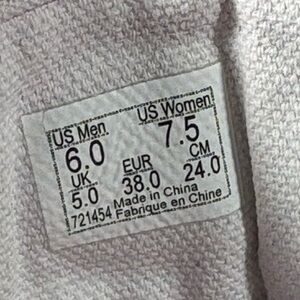 US Men US Women
6.0 7.5
UK EUR CM
5.0 38.0 24.0
Made in China
721454 Fabrique en Chine